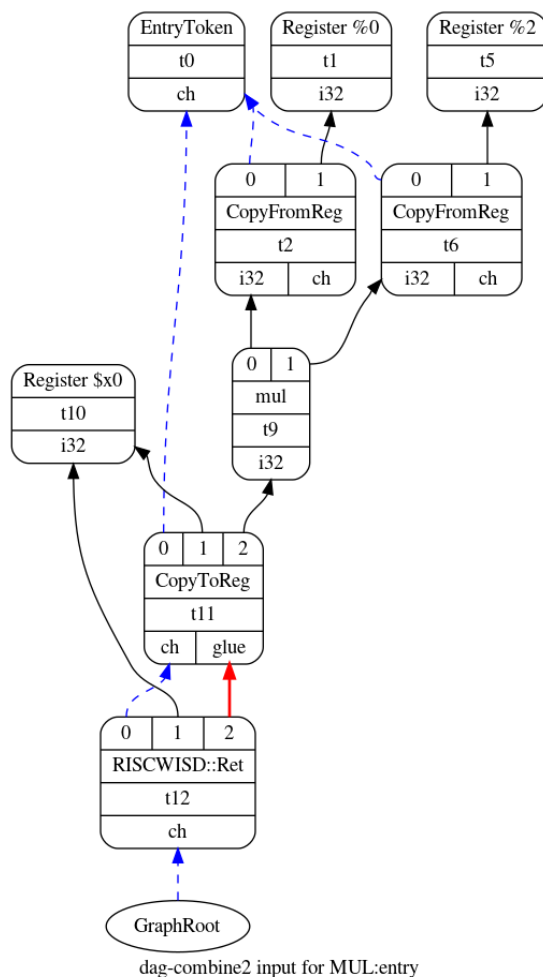 EntryToken
t0
ch
Register %0
t1
i32
Register %2
t5
i32
0 1
CopyFromReg
t2
i32 ch
0 1
CopyFromReg
t6
i32 ch
0 1
mul
t9
i32
Register $x0
t10
i32
0 1 2
CopyToReg
t11
ch glue
0 1 2
RISCWISD::Ret
t12
ch
GraphRoot
dag-combine2 input for MUL:entry